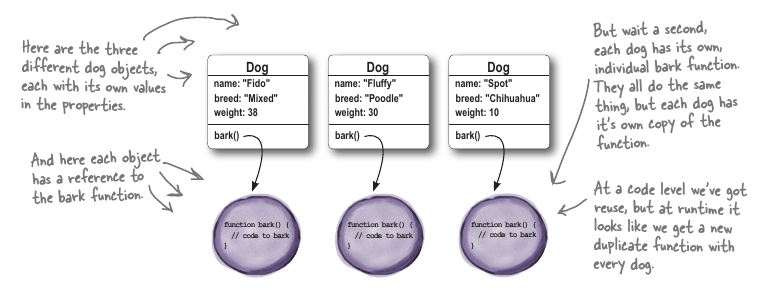 Here are the three
different dog objects,
each with its own values
in the properties.
And here each object
has a reference to
the bark function.
Dog
name: "Fido"
breed: "Mixed"
weight: 38
bark()
function bark() {
// code to bark
}
Dog
name: "Fluffy"
breed: "Poodle"
weight: 30
bark()
function bark() {
// code to bark
}
Dog
name: "Spot"
breed: "Chihuahua"
weight: 10
bark()
function bark() {
// code to bark
}
But wait a second,
each dog has its own,
individual bark function.
They all do the same
thing, but each dog has
it's own copy of the
function.
At a code level we've got
reuse, but at runtime it
looks like we get a new
duplicate function with
every dog.